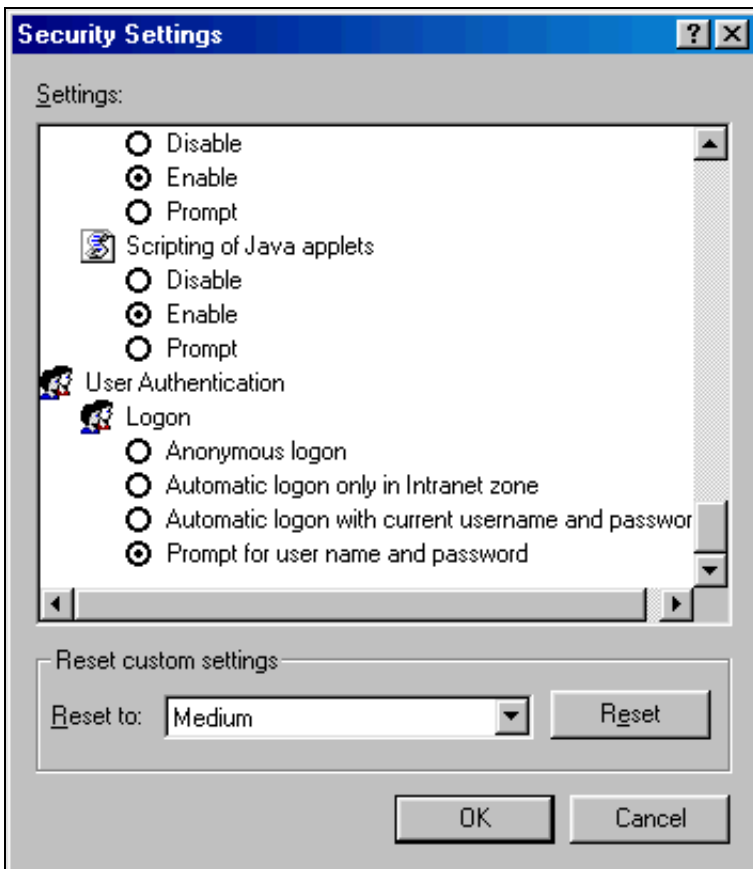 Security Settings
Settings:
Disable
Enable
Prompt
Scripting of Java applets
Disable
Enable
Prompt
User Authentication
Logon
Anonymous logon
Automatic logon only in Intranet zone
Automatic logon with current username and passwor
Prompt for user name and password
Reset custom settings
Reset to: Medium Reset
OK Cancel